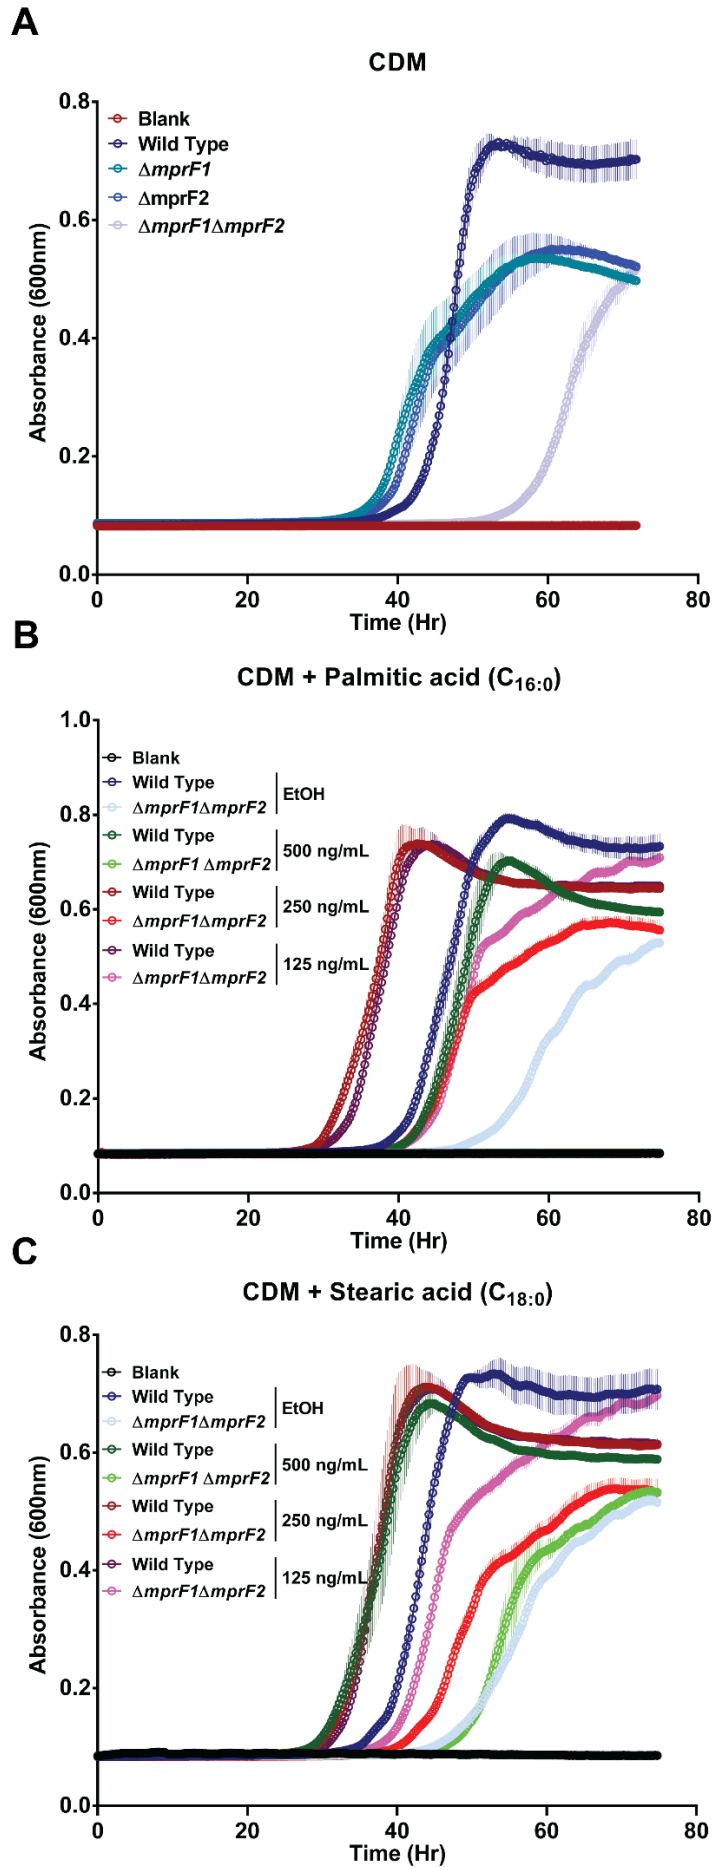 A
CDM
0.8
0.6
0.4
0.2
0.0
Absorbance (600nm)
Blank
Wild Type
ΔmprF1
ΔmprF2
ΔmprF1ΔmprF2
0 20 40 60 80
Time (Hr)
B
CDM + Palmitic acid (C16:0)
1.0
0.8
0.6
0.4
0.2
0.0
Absorbance (600nm)
Blank
Wild Type
ΔmprF1ΔmprF2
EtOH
Wild Type
ΔmprF1 ΔmprF2
500 ng/mL
Wild Type
ΔmprF1ΔmprF2
250 ng/mL
Wild Type
ΔmprF1ΔmprF2
125 ng/mL
0 20 40 60 80
Time (Hr)
C
CDM + Stearic acid (C18:0)
0.8
0.6
0.4
0.2
0.0
Absorbance (600nm)
Blank
Wild Type
ΔmprF1ΔmprF2
EtOH
Wild Type
ΔmprF1 ΔmprF2
500 ng/mL
Wild Type
ΔmprF1ΔmprF2
250 ng/mL
Wild Type
ΔmprF1ΔmprF2
125 ng/mL
0 20 40 60 80
Time (Hr)